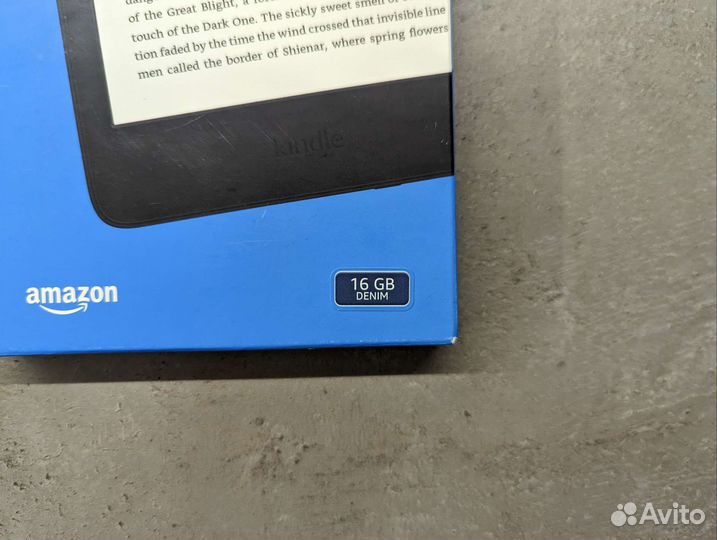 of the Great Blight, a
touch of the Dark One. The sickly sweet smell of
tion faded by the time the wind crossed that invisible line
men called the border of Shienar, where spring flowers
kindle
amazon
16 GB
DENIM
Avito